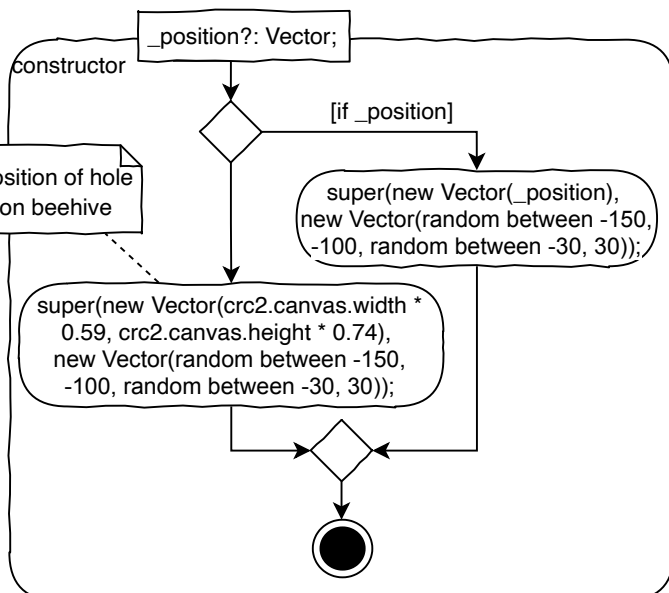 _position?: Vector;
constructor
[if _position]
of hole
on beehive
super(new Vector(_position),
new Vector(random between -150,
-100, random between -30, 30));
super(new Vector(crc2.canvas.width *
0.59, crc2.canvas.height * 0.74),
new Vector(random between -150,
-100, random between -30, 30));